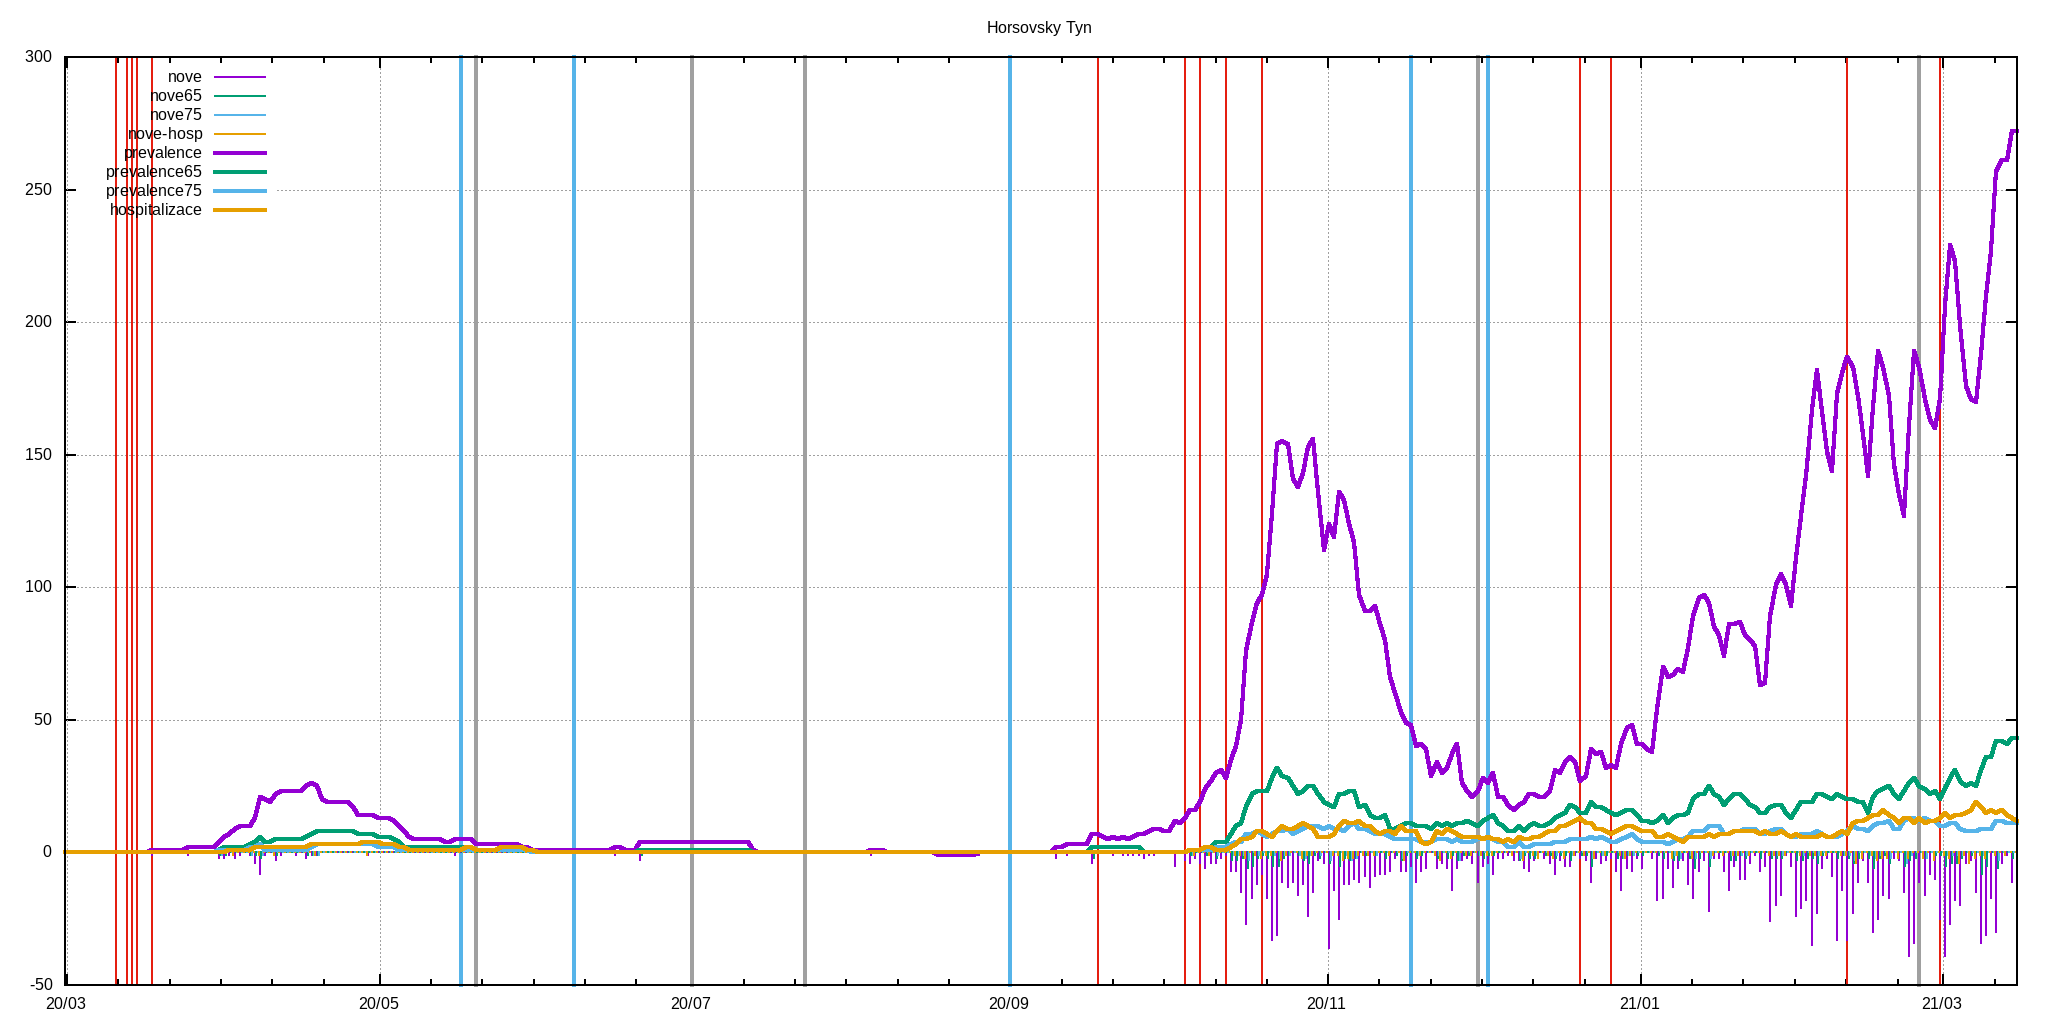 Horsovsky Tyn
300
250
200
150
100
50
0
-50
nove
nove65
nove75
nove-hosp
prevalence
prevalence65
prevalence75
hospitalizace
20/03 20/05 20/07 20/09 20/11 21/01 21/03